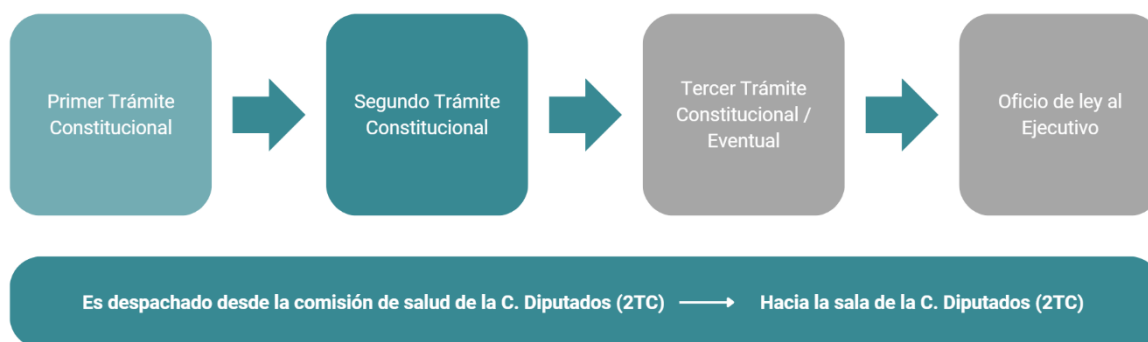 Primer Trámite
Constitucional
Segundo Trámite
Constitucional
Tercer Trámite
Constitucional /
Eventual
Oficio de ley al
Ejecutivo
Es despachado desde la comisión de salud de la C. Diputados (2TC) ⟶ Hacia la sala de la C. Diputados (2TC)